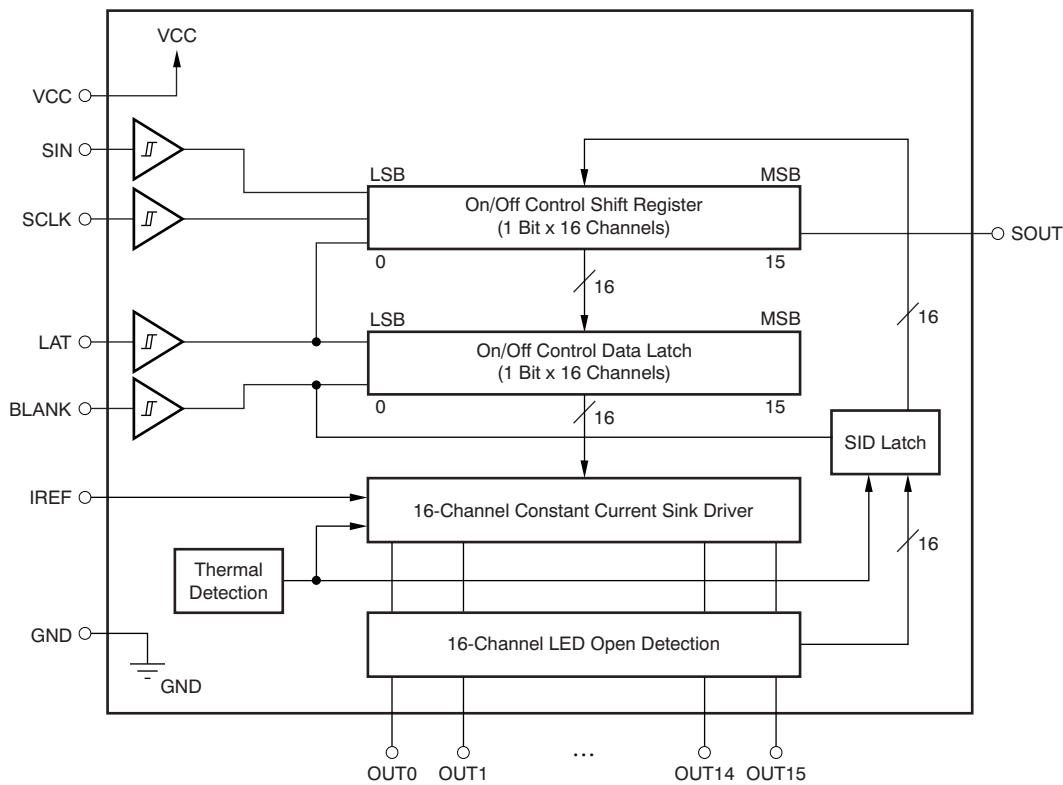 VCC
VCC
SIN
LSB
MSB
SCLK
On/Off Control Shift Register
(1 Bit x 16 Channels)
SOUT
0
15
16
16
LSB
MSB
LAT
On/Off Control Data Latch
(1 Bit x 16 Channels)
BLANK
0
15
16
SID Latch
IREF
16-Channel Constant Current Sink Driver
16
Thermal
Detection
GND
16-Channel LED Open Detection
GND
OUT0
OUT1
...
OUT14
OUT15